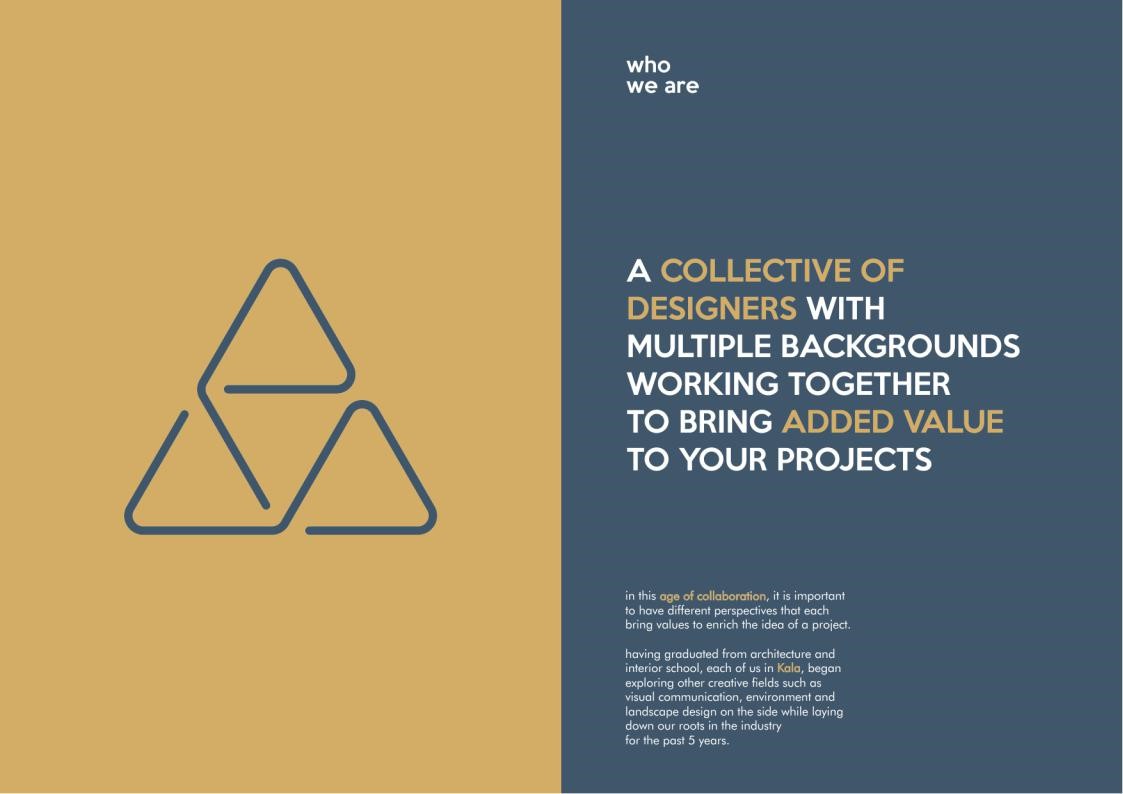 who
we are
A COLLECTIVE OF
DESIGNERS WITH
MULTIPLE BACKGROUNDS
WORKING TOGETHER
TO BRING ADDED VALUE
TO YOUR PROJECTS
in this age of collaboration, it is important
to have different perspectives that each
bring values to enrich the idea of a project.
having graduated from architecture and
interior school, each of us in Kala, began
exploring other creative fields such as
visual communication, environment and
landscape design on the side while laying
down our roots in the industry
for the past 5 years.